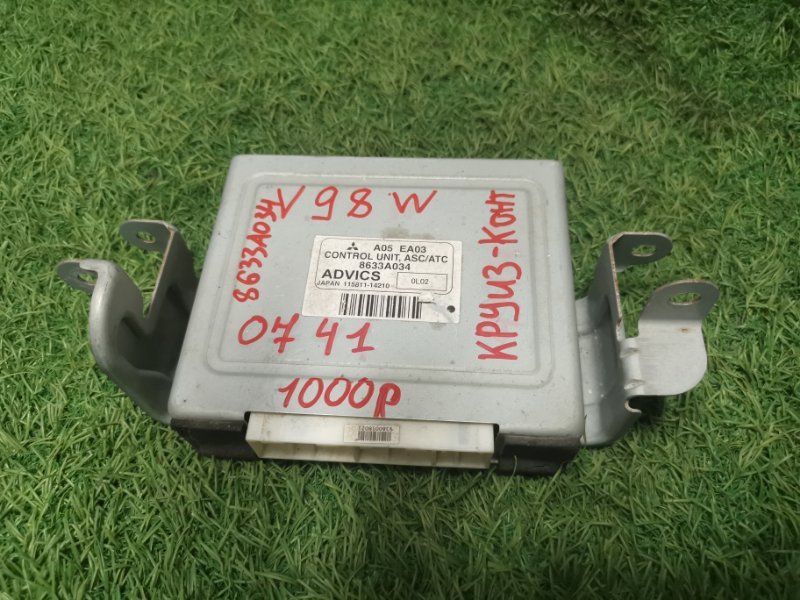 V98W
8633A034
A05 EA03
CONTROL UNIT, ASC/ATC
8633A034
ADVICS
0L02
JAPAN 115811-14210
КРУИЗ-КОНТ
0741
1000р